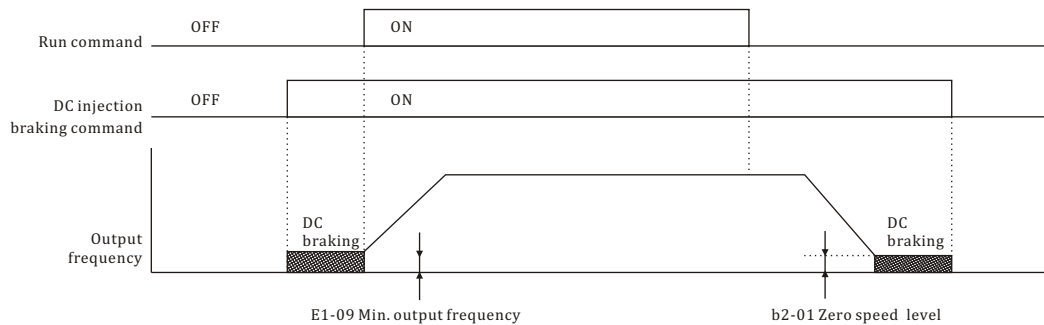 OFF
ON
Run command
OFF
ON
DC injection
braking command
DC
braking
DC
braking
Output
frequency
E1-09 Min. output frequency
b2-01 Zero speed level